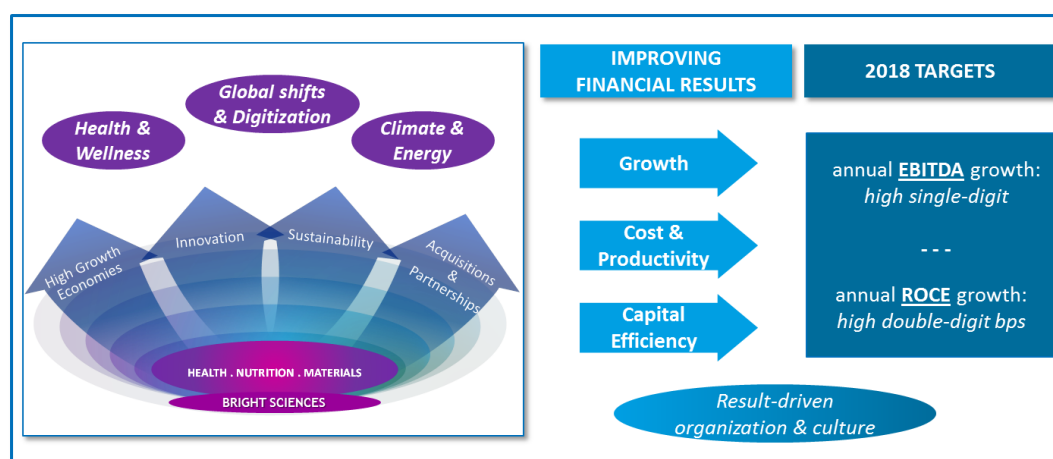 Global shifts
& Digitization
Health &
Wellness
Climate &
Energy
High Growth
Economies
Innovation
Sustainability
Acquisitions
&
Partnerships
HEALTH . NUTRITION . MATERIALS
BRIGHT SCIENCES
IMPROVING
FINANCIAL RESULTS
Growth
Cost &
Productivity
Capital
Efficiency
2018 TARGETS
annual EBITDA growth:
high single-digit
- - -
annual ROCE growth:
high double-digit bps
Result-driven
organization & culture